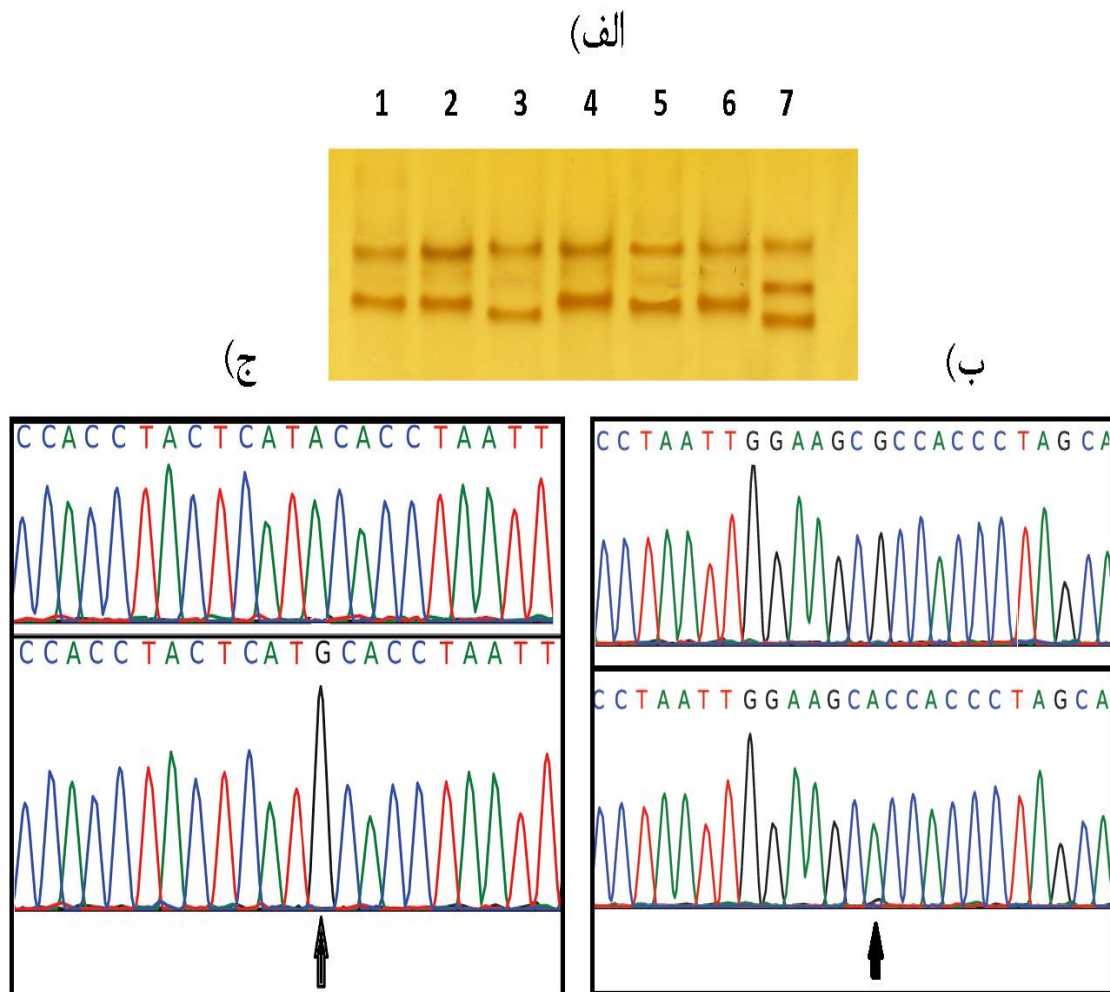 الف)
1 2 3 4 5 6 7
ب)
CCTAATTGGAAGCGCCACCCTAGCA
CCTAATTGGAAGCACCACCCTAGCA
ج)
CCACCTACTCATACACCTAATT
CCACCTACTCATGCACCTAATT